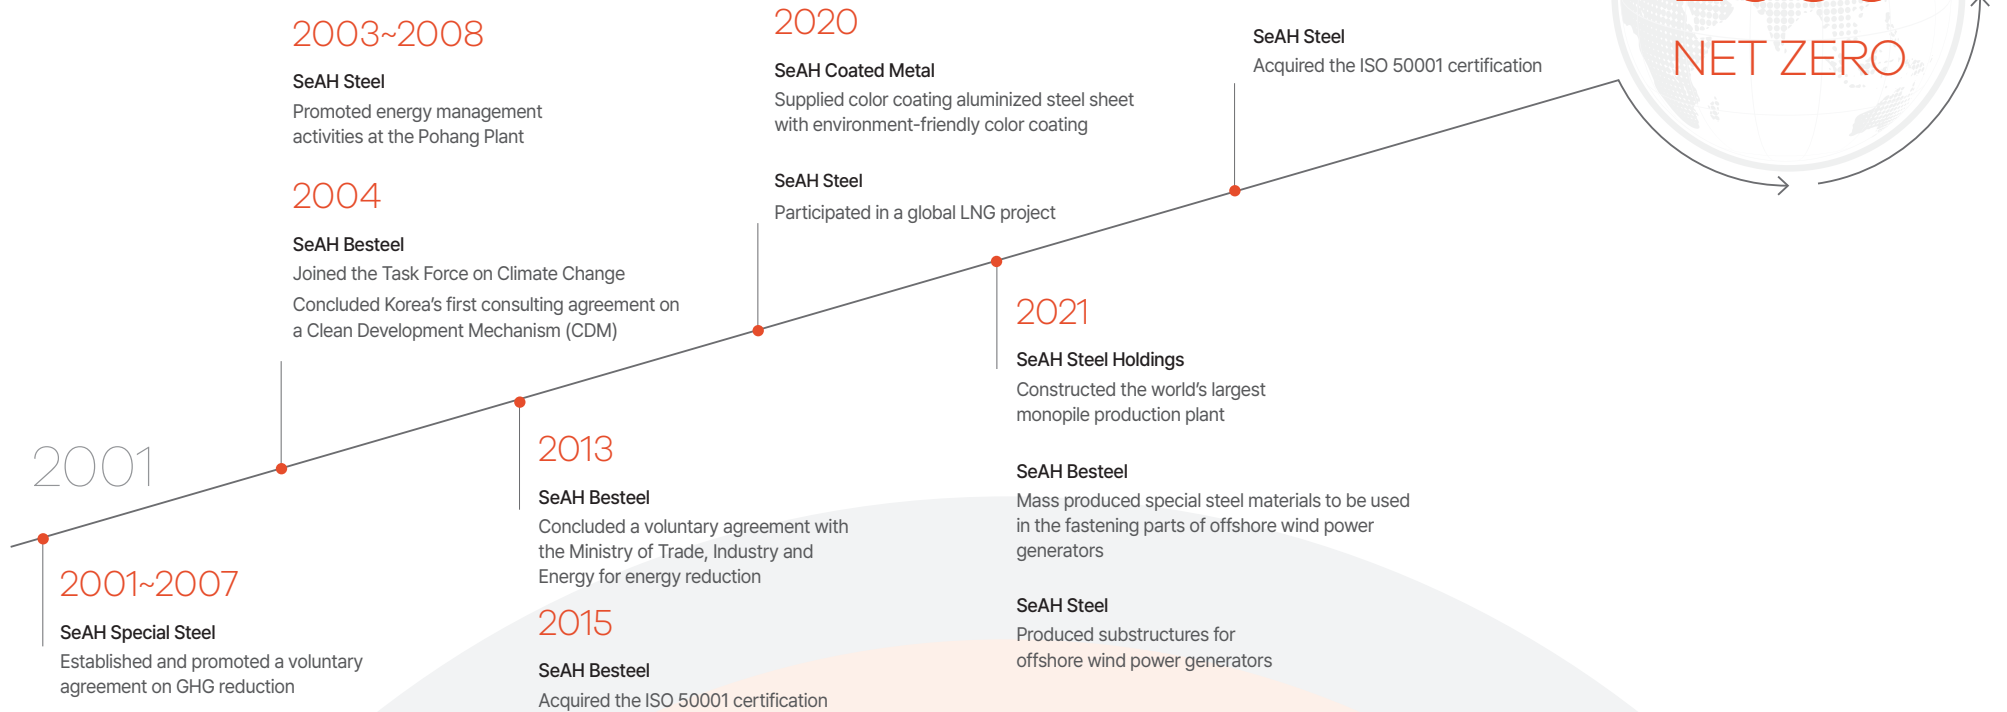 2001
2001~2007
SeAH Special Steel
Established and promoted a voluntary
agreement on GHG reduction
2003~2008
SeAH Steel
Promoted energy management
activities at the Pohang Plant
2004
SeAH Besteel
Joined the Task Force on Climate Change
Concluded Korea's first consulting agreement on
a Clean Development Mechanism (CDM)
2013
SeAH Besteel
Concluded a voluntary agreement with
the Ministry of Trade, Industry and
Energy for energy reduction
2015
SeAH Besteel
Acquired the ISO 50001 certification
2020
SeAH Coated Metal
Supplied color coating aluminized steel sheet
with environment-friendly color coating
SeAH Steel
Participated in a global LNG project
2021
SeAH Steel Holdings
Constructed the world's largest
monopile production plant
SeAH Besteel
Mass produced special steel materials to be used
in the fastening parts of offshore wind power
generators
SeAH Steel
Produced substructures for
offshore wind power generators
SeAH Steel
Acquired the ISO 50001 certification
NET ZERO